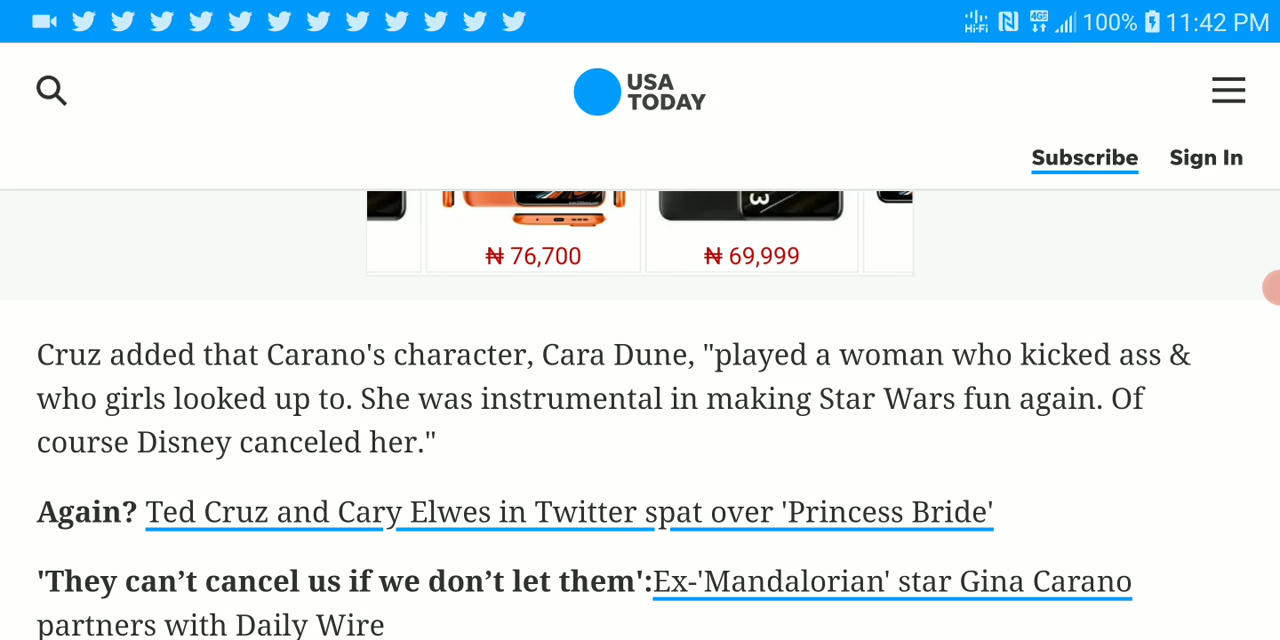 Hi-Fi 4GE 100% 11:42 PM
USA
TODAY
Subscribe Sign In
₦ 76,700 ₦ 69,999
Cruz added that Carano's character, Cara Dune, "played a woman who kicked ass &
who girls looked up to. She was instrumental in making Star Wars fun again. Of
course Disney canceled her."
Again? Ted Cruz and Cary Elwes in Twitter spat over 'Princess Bride'
'They can’t cancel us if we don’t let them':Ex-'Mandalorian' star Gina Carano
partners with Daily Wire